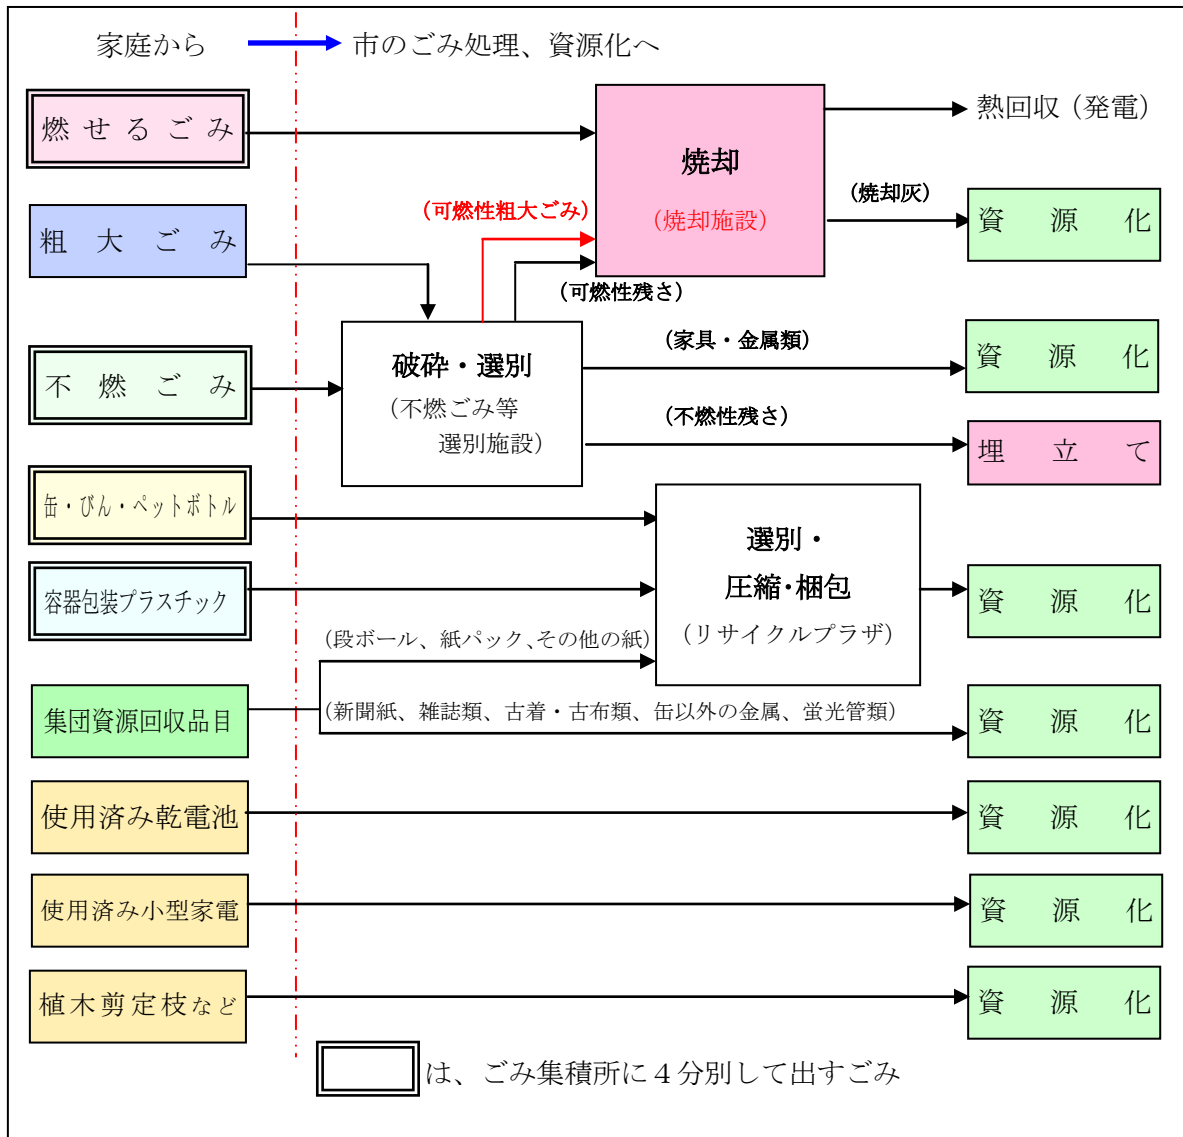 家庭から
市のごみ処理、資源化へ
燃せるごみ
焼却
(焼却施設)
熱回収(発電)
(焼却灰)
資源化
粗大ごみ
(可燃性粗大ごみ)
(可燃性残さ)
破砕・選別
(不燃ごみ等
選別施設)
(家具・金属類)
資源化
不燃ごみ
(不燃性残さ)
埋立て
缶・びん・ペットボトル
選別・
圧縮・梱包
(リサイクルプラザ)
容器包装プラスチック
資源化
(段ボール、紙パック、その他の紙)
集団資源回収品目
(新聞紙、雑誌類、古着・古布類、缶以外の金属、蛍光管類)
資源化
使用済み乾電池
資源化
使用済み小型家電
資源化
植木剪定枝など
資源化
は、ごみ集積所に4分別して出すごみ